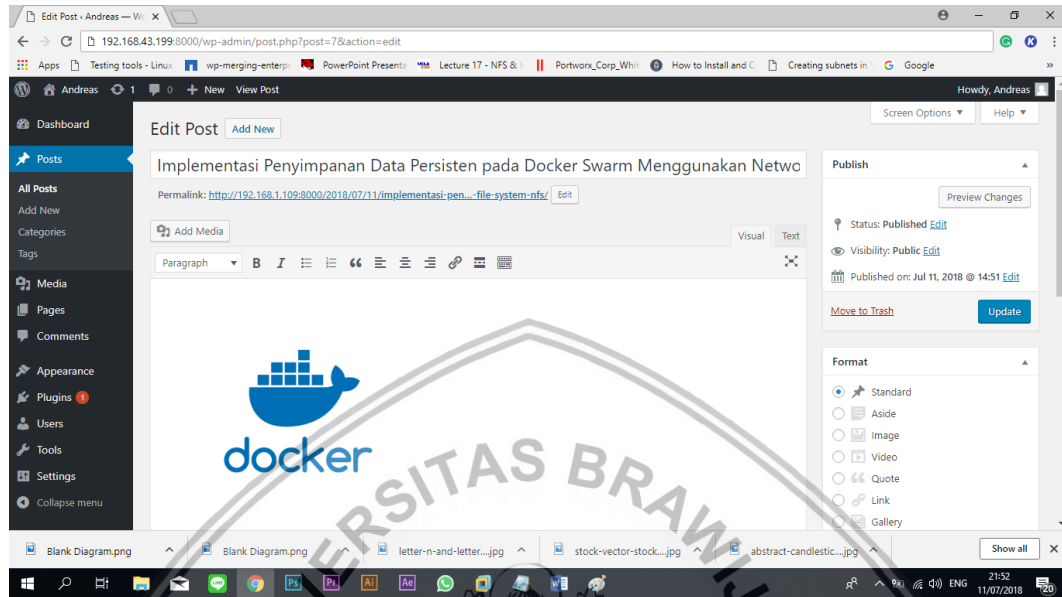 Edit Post ‹ Andreas — Wo
192.168.43.199:8000/wp-admin/post.php?post=7&action=edit
Apps Testing tools - Linux wp-merging-enterp PowerPoint Presenta Lecture 17 - NFS & Portworx_Corp_Whit How to Install and C Creating subnets in Google »
Andreas 1 0 + New View Post Howdy, Andreas
Screen Options Help
Dashboard
Posts
All Posts
Add New
Categories
Tags
Media
Pages
Comments
Appearance
Plugins 1
Users
Tools
Settings
Collapse menu
Edit Post Add New
Implementasi Penyimpanan Data Persisten pada Docker Swarm Menggunakan Netwo
Permalink: http://192.168.1.109:8000/2018/07/11/implementasi-pen...-file-system-nfs/ Edit
Add Media
Visual Text
Paragraph B I
docker
Publish
Preview Changes
Status: Published Edit
Visibility: Public Edit
Published on: Jul 11, 2018 @ 14:51 Edit
Move to Trash Update
Format
Standard
Aside
Image
Video
Quote
Link
Gallery
ERSITAS BRAWIJ
Blank Diagram.png Blank Diagram.png letter-n-and-letter....jpg stock-vector-stock....jpg abstract-candlestic....jpg Show all
Ps Pr Ai Ae ENG 21:52
11/07/2018 20